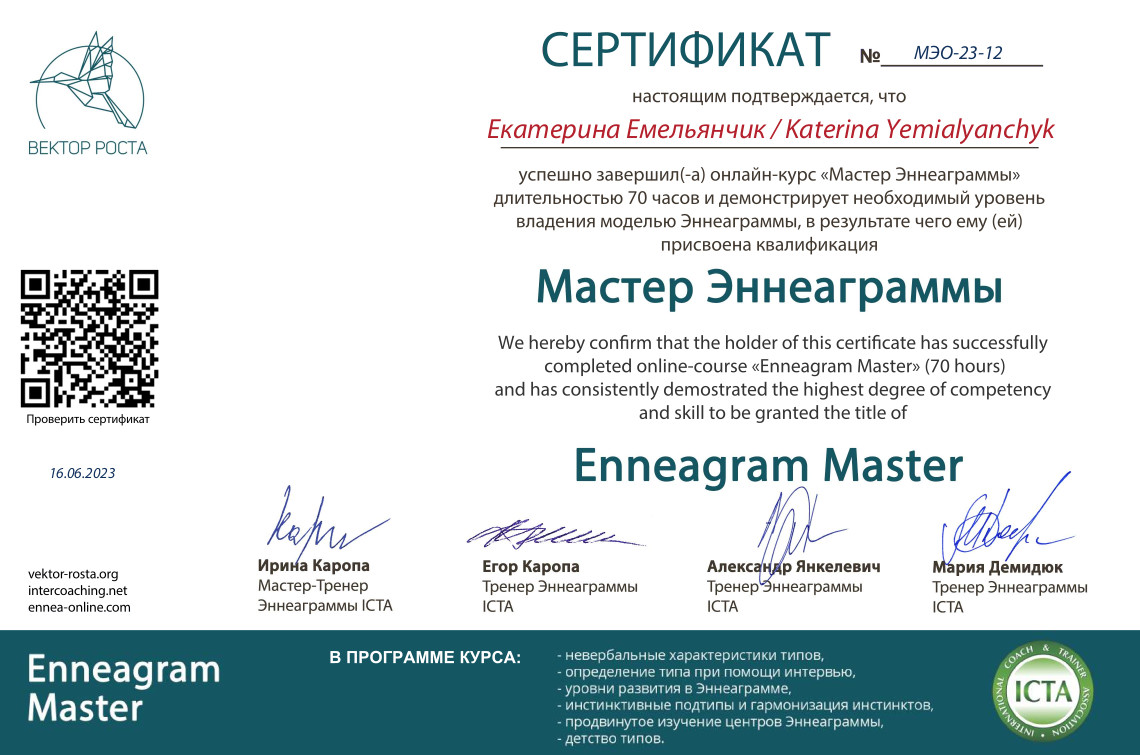 ВЕКТОР РОСТА
СЕРТИФИКАТ № МЭО-23-12
настоящим подтверждается, что
Екатерина Емельянчик / Katerina Yemialyanchyk
успешно завершил(-а) онлайн-курс «Мастер Эннеаграммы»
длительностью 70 часов и демонстрирует необходимый уровень
владения моделью Эннеаграммы, в результате чего ему (ей)
присвоена квалификация
Мастер Эннеаграммы
We hereby confirm that the holder of this certificate has successfully
completed online-course «Enneagram Master» (70 hours)
and has consistently demostrated the highest degree of competency
and skill to be granted the title of
Enneagram Master
Проверить сертификат
16.06.2023
Ирина Каропа
Мастер-Тренер
Эннеаграммы ICTA
Егор Каропа
Тренер Эннеаграммы
ICTA
Александр Янкелевич
Тренер Эннеаграммы
ICTA
Мария Демидюк
Тренер Эннеаграммы
ICTA
vektor-rosta.org
intercoaching.net
ennea-online.com
Enneagram
Master
В ПРОГРАММЕ КУРСА:
- невербальные характеристики типов,
- определение типа при помощи интервью,
- уровни развития в Эннеаграмме,
- инстинктивные подтипы и гармонизация инстинктов,
- продвинутое изучение центров Эннеаграммы,
- детство типов.
INTERNATIONAL COACH & TRAINER ASSOCIATION
ICTA